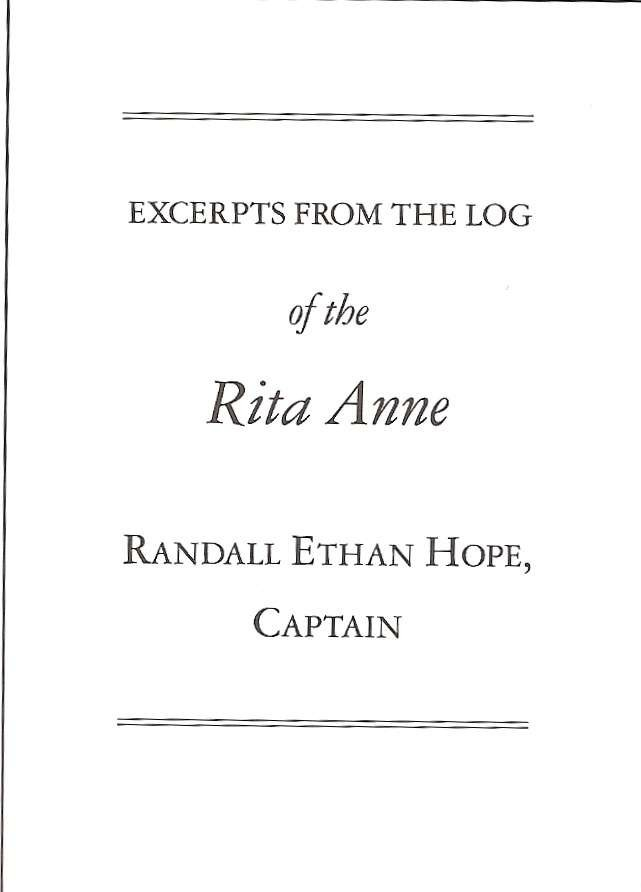 EXCERPTS FROM THE LOG
of the
Rita Anne
RANDALL ETHAN HOPE,
CAPTAIN